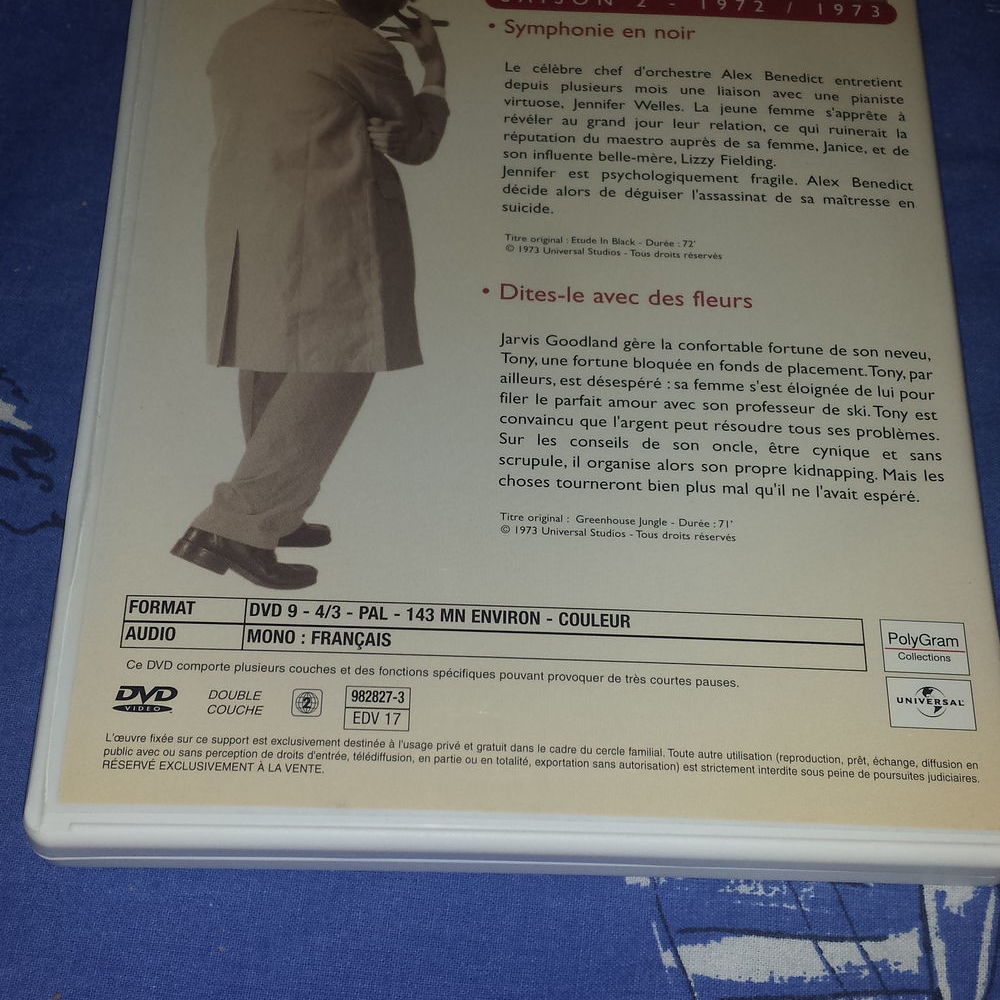 SAISON 2 - 1972 / 1973
• Symphonie en noir
Le célèbre chef d'orchestre Alex Benedict entretient
depuis plusieurs mois une liaison avec une pianiste
virtuose, Jennifer Welles. La jeune femme s'apprête à
révéler au grand jour leur relation, ce qui ruinerait la
réputation du maestro auprès de sa femme, Janice, et de
son influente belle-mère, Lizzy Fielding.
Jennifer est psychologiquement fragile. Alex Benedict
décide alors de déguiser l'assassinat de sa maîtresse en
suicide.
Titre original : Etude In Black - Durée : 72'
© 1973 Universal Studios - Tous droits réservés
• Dites-le avec des fleurs
Jarvis Goodland gère la confortable fortune de son neveu,
Tony, une fortune bloquée en fonds de placement. Tony, par
ailleurs, est désespéré : sa femme s'est éloignée de lui pour
filer le parfait amour avec son professeur de ski. Tony est
convaincu que l'argent peut résoudre tous ses problèmes.
Sur les conseils de son oncle, être cynique et sans
scrupule, il organise alors son propre kidnapping. Mais les
choses tourneront bien plus mal qu'il ne l'avait espéré.
Titre original : Greenhouse Jungle - Durée : 71'
© 1973 Universal Studios - Tous droits réservés
FORMAT DVD 9 - 4/3 - PAL - 143 MN ENVIRON - COULEUR
AUDIO MONO : FRANÇAIS
PolyGram
Collections
Ce DVD comporte plusieurs couches et des fonctions spécifiques pouvant provoquer de très courtes pauses.
DVD
VIDEO
DOUBLE
COUCHE
2
982827-3
EDV 17
UNIVERSAL
L'œuvre fixée sur ce support est exclusivement destinée à l'usage privé et gratuit dans le cadre du cercle familial. Toute autre utilisation (reproduction, prêt, échange, diffusion en
public avec ou sans perception de droits d'entrée, télédiffusion, en partie ou en totalité, exportation sans autorisation) est strictement interdite sous peine de poursuites judiciaires.
RÉSERVÉ EXCLUSIVEMENT À LA VENTE.